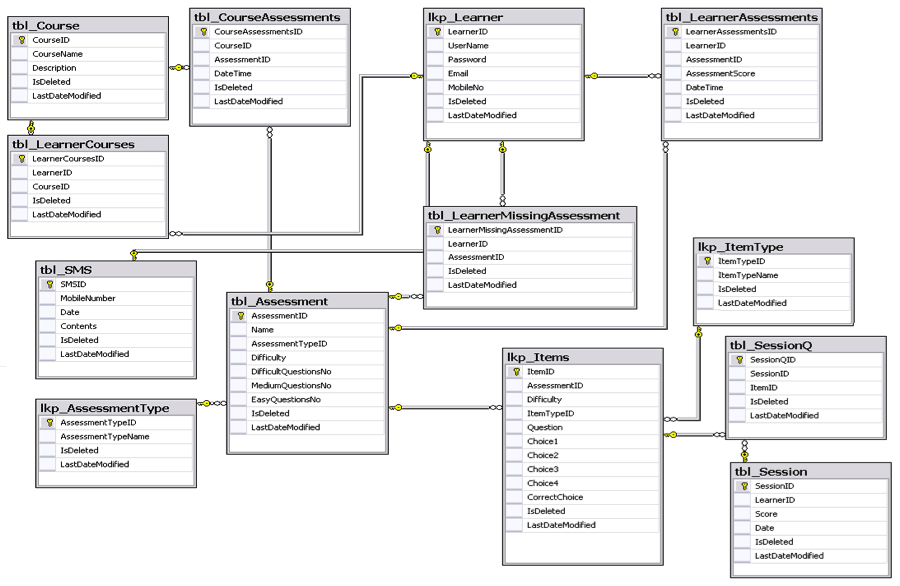 tbl_Course
CourseID
CourseName
Description
IsDeleted
LastDateModified
tbl_CourseAssessments
CourseAssessmentsID
CourseID
AssessmentID
DateTime
IsDeleted
LastDateModified
lkp_Learner
LearnerID
UserName
Password
Email
MobileNo
IsDeleted
LastDateModified
tbl_LearnerAssessments
LearnerAssessmentsID
LearnerID
AssessmentID
AssessmentScore
DateTime
IsDeleted
LastDateModified
tbl_LearnerCourses
LearnerCoursesID
LearnerID
CourseID
IsDeleted
LastDateModified
tbl_LearnerMissingAssessment
LearnerMissingAssessmentID
LearnerID
AssessmentID
IsDeleted
LastDateModified
tbl_SMS
SMSID
MobileNumber
Date
Contents
IsDeleted
LastDateModified
tbl_Assessment
AssessmentID
Name
AssessmentTypeID
Difficulty
DifficultQuestionsNo
MediumQuestionsNo
EasyQuestionsNo
IsDeleted
LastDateModified
lkp_ItemType
ItemTypeID
ItemTypeName
IsDeleted
LastDateModified
lkp_Items
ItemID
AssessmentID
Difficulty
ItemTypeID
Question
Choice1
Choice2
Choice3
Choice4
CorrectChoice
IsDeleted
LastDateModified
tbl_SessionQ
SessionQID
SessionID
ItemID
IsDeleted
LastDateModified
lkp_AssessmentType
AssessmentTypeID
AssessmentTypeName
IsDeleted
LastDateModified
tbl_Session
SessionID
LearnerID
Score
Date
IsDeleted
LastDateModified